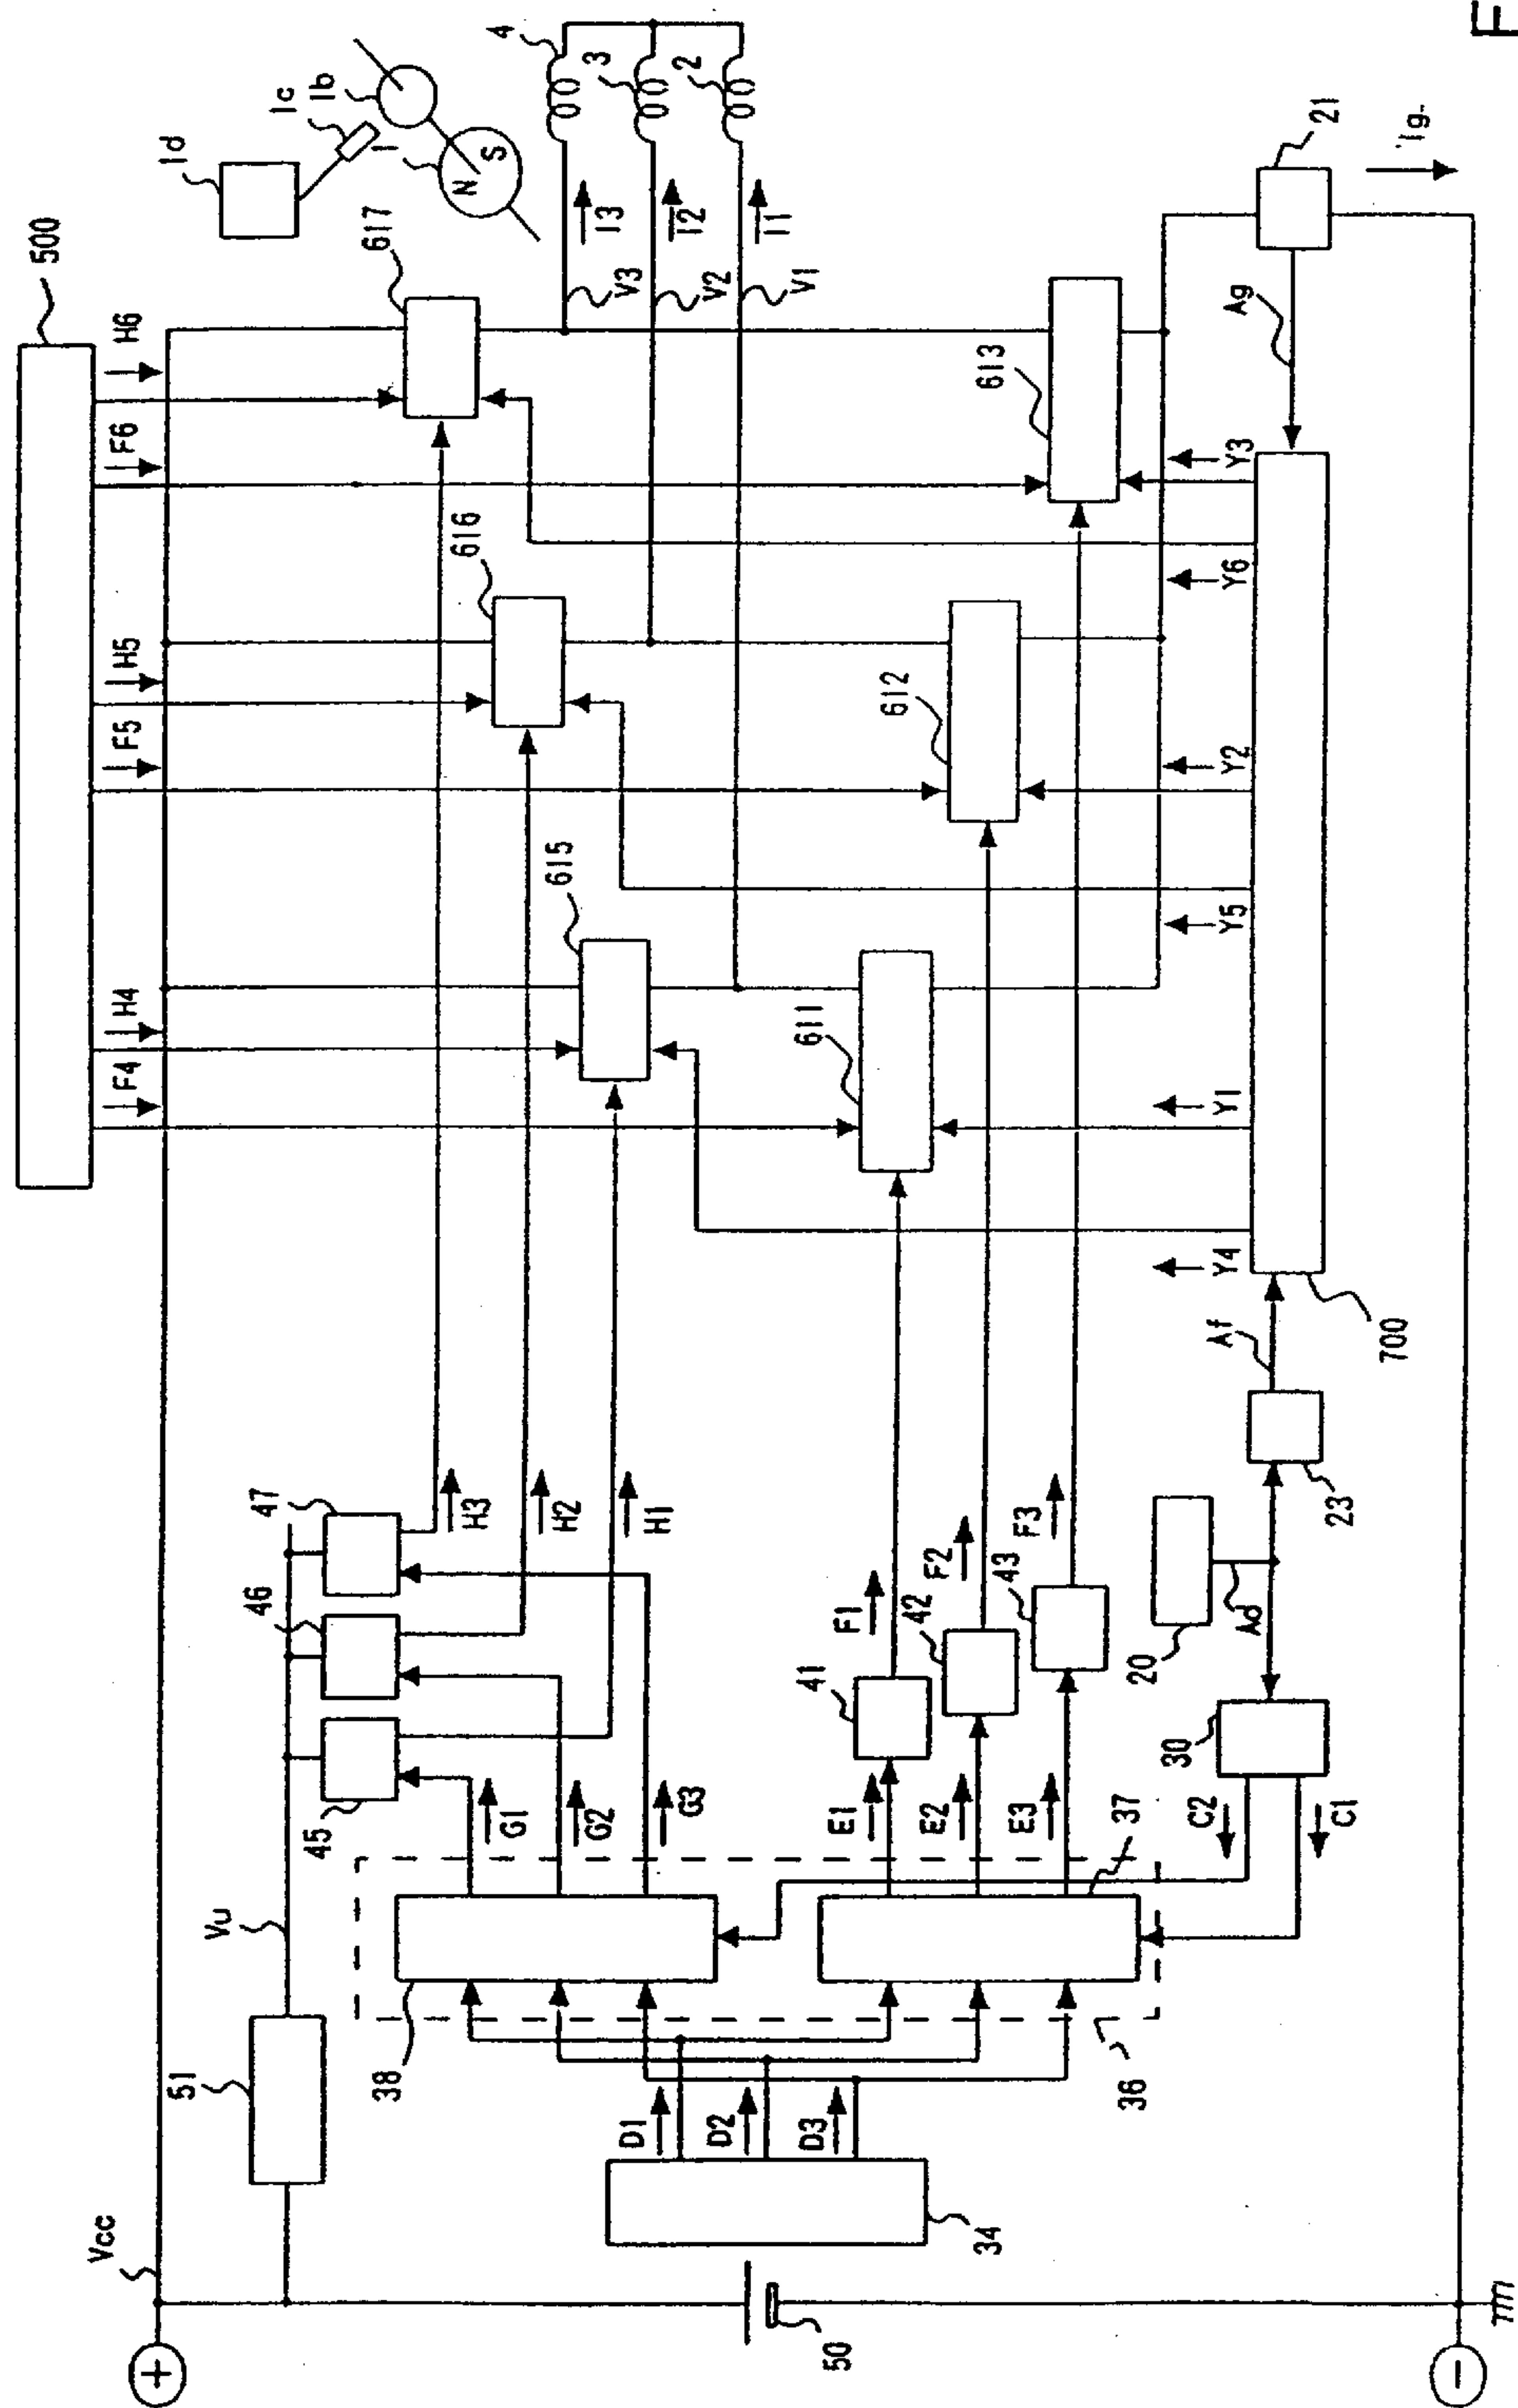 500
H6
F6
H5
F5
H4
F4
1d
1c
1b
1
N
S
617
4
3
2
I3
I2
I1
V3
V2
V1
616
615
613
612
611
21
Ig
Ag
Y3
Y6
Y2
Y5
Y1
Y4
700
Af
23
20
Ad
30
C2
C1
47
46
45
H3
H2
H1
F1
F2
F3
41
42
43
G1
G2
G3
E1
E2
E3
37
38
36
Vu
51
Vcc
D1
D2
D3
34
50
+
−
F